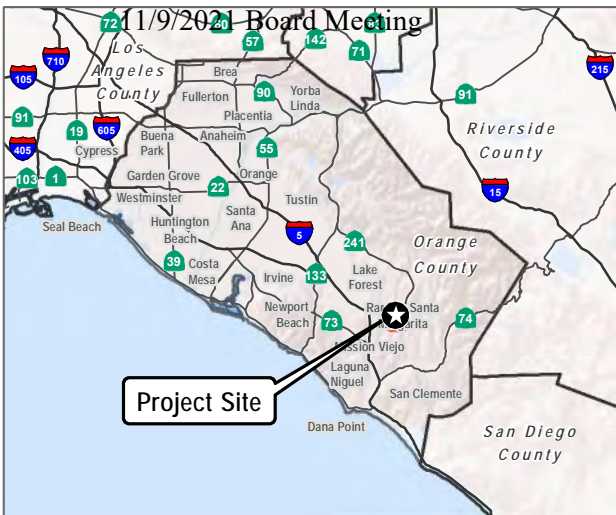 11/9/2021 Board Meeting
72
60
57
142
71
Los
Angeles
County
710
105
215
Brea
Fullerton
90
Yorba
Linda
91
91
Placentia
19
605
Buena
Park
Anaheim
Riverside
County
405
Cypress
55
Orange
103
1
Garden Grove
22
15
Westminster
Tustin
Seal Beach
Santa
Ana
Huntington
Beach
5
241
Orange
County
39
Costa
Mesa
Irvine
133
Lake
Forest
Newport
Beach
73
Santa
Margarita
74
Mission Viejo
Laguna
Niguel
Project Site
San Clemente
Dana Point
San Diego
County